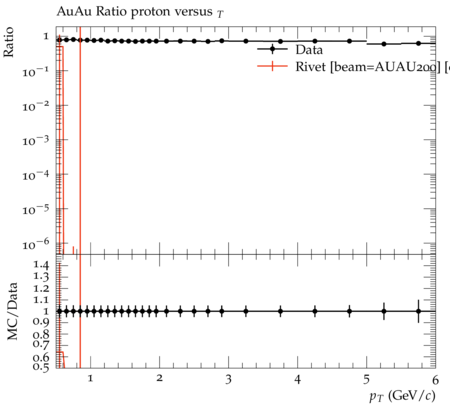 AuAu Ratio proton versus T
Ratio
1
10−1
10−2
10−3
10−4
10−5
10−6
Data
Rivet [beam=AUAU200] [
MC/Data
1.4
1.3
1.2
1.1
1
0.9
0.8
0.7
0.6
0.5
1 2 3 4 5 6
pT (GeV/c)